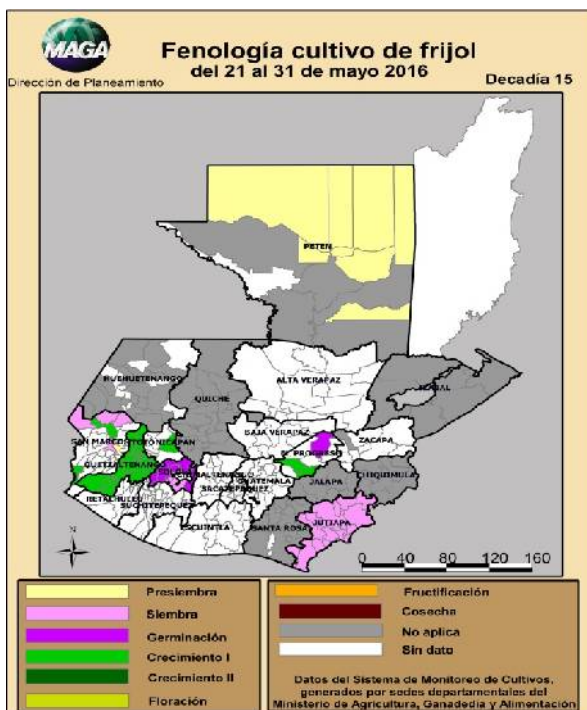 MAGA
Dirección de Planeamiento
Fenología cultivo de frijol
del 21 al 31 de mayo 2016
Decadía 15
PETEN
HUEHUETENANGO
QUICHE
ALTA VERAPAZ
IZABAL
SAN MARCOS
TOTONICAPAN
BAJA VERAPAZ
ZACAPA
EL PROGRESO
QUETZALTENANGO
SOLOLA
CHIMALTENANGO
GUATEMALA
CHIQUIMULA
JALAPA
SACATEPEQUEZ
RETALHULEU
SUCHITEPEQUEZ
ESCUINTLA
SANTA ROSA
JUTIAPA
N
0 40 80 120 160
Presiembra
Siembra
Germinación
Crecimiento I
Crecimiento II
Floración
Fructificación
Cosecha
No aplica
Sin dato
Datos del Sistema de Monitoreo de Cultivos,
generados por sedes departamentales del
Ministerio de Agricultura, Ganadedia y Alimentación